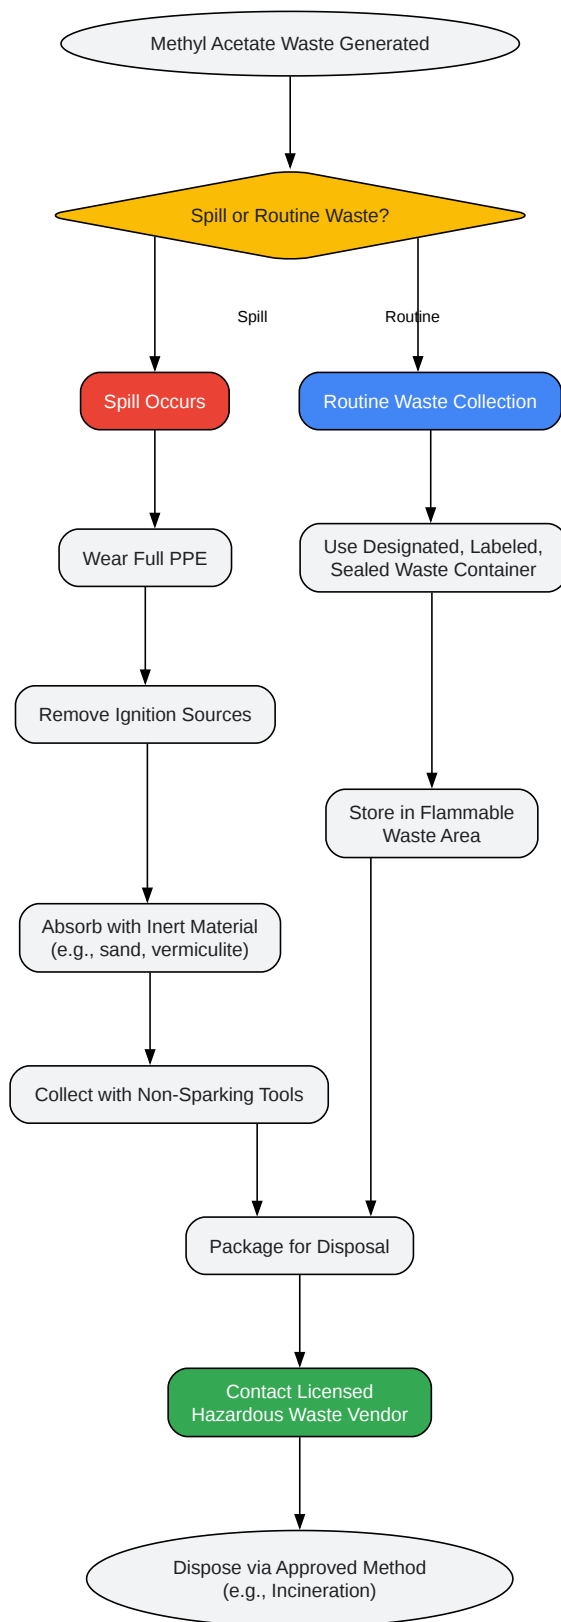 Methyl Acetate Waste Generated
Spill or Routine Waste?
Spill
Routine
Spill Occurs
Routine Waste Collection
Wear Full PPE
Use Designated, Labeled,
Sealed Waste Container
Remove Ignition Sources
Store in Flammable
Waste Area
Absorb with Inert Material
(e.g., sand, vermiculite)
Collect with Non-Sparking Tools
Package for Disposal
Contact Licensed
Hazardous Waste Vendor
Dispose via Approved Method
(e.g., Incineration)